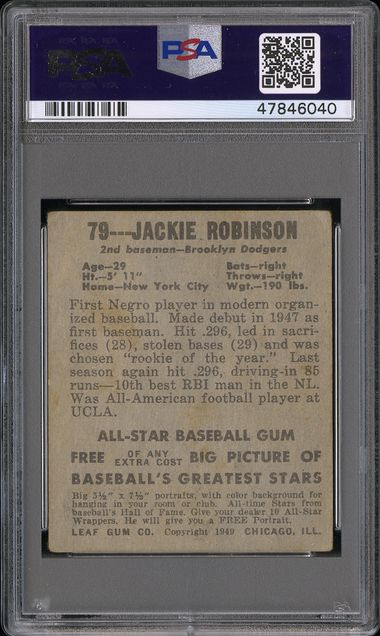 PSA
PSA
47846040
79---JACKIE ROBINSON
2nd baseman—Brooklyn Dodgers
Age—29 Bats—right
Ht.—5' 11" Throws—right
Home—New York City Wgt.—190 lbs.
First Negro player in modern organ-
ized baseball. Made debut in 1947 as
first baseman. Hit .296, led in sacri-
fices (28), stolen bases (29) and was
chosen "rookie of the year." Last
season again hit .296, driving-in 85
runs—10th best RBI man in the NL.
Was All-American football player at
UCLA.
ALL-STAR BASEBALL GUM
FREE OF ANY EXTRA COST BIG PICTURE OF
BASEBALL'S GREATEST STARS
Big 5½" x 7½" portraits, with color background for
hanging in your room or club. All-time Stars from
baseball's Hall of Fame. Give your dealer 10 All-Star
Wrappers. He will give you a FREE Portrait.
LEAF GUM CO. Copyright 1949 CHICAGO, ILL.